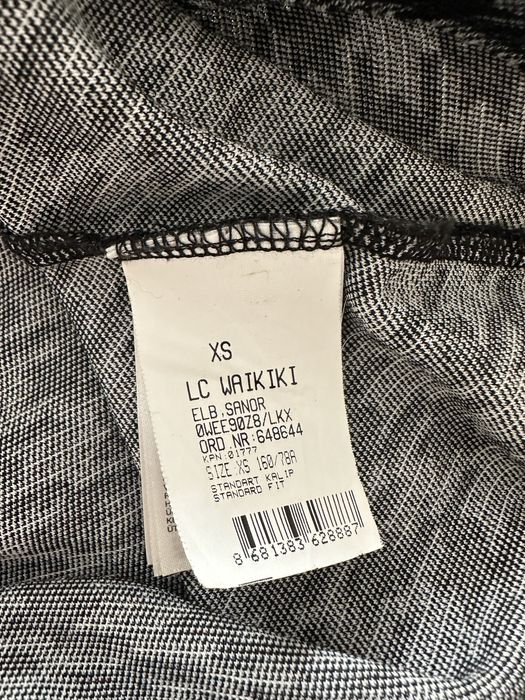 XS
LC WAIKIKI
ELB.SANOR
0WEE90Z8/LKX
ORD NR:648644
KPN:01777
SIZE:XS 160/78A
STANDART KALIP
STANDARD FIT
8 681383 628887